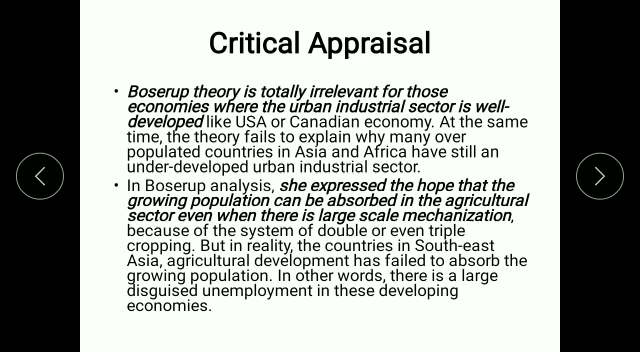 Critical Appraisal
• Boserup theory is totally irrelevant for those
economies where the urban industrial sector is well-
developed like USA or Canadian economy. At the same
time, the theory fails to explain why many over
populated countries in Asia and Africa have still an
under-developed urban industrial sector.
• In Boserup analysis, she expressed the hope that the
growing population can be absorbed in the agricultural
sector even when there is large scale mechanization,
because of the system of double or even triple
cropping. But in reality, the countries in South-east
Asia, agricultural development has failed to absorb the
growing population. In other words, there is a large
disguised unemployment in these developing
economies.